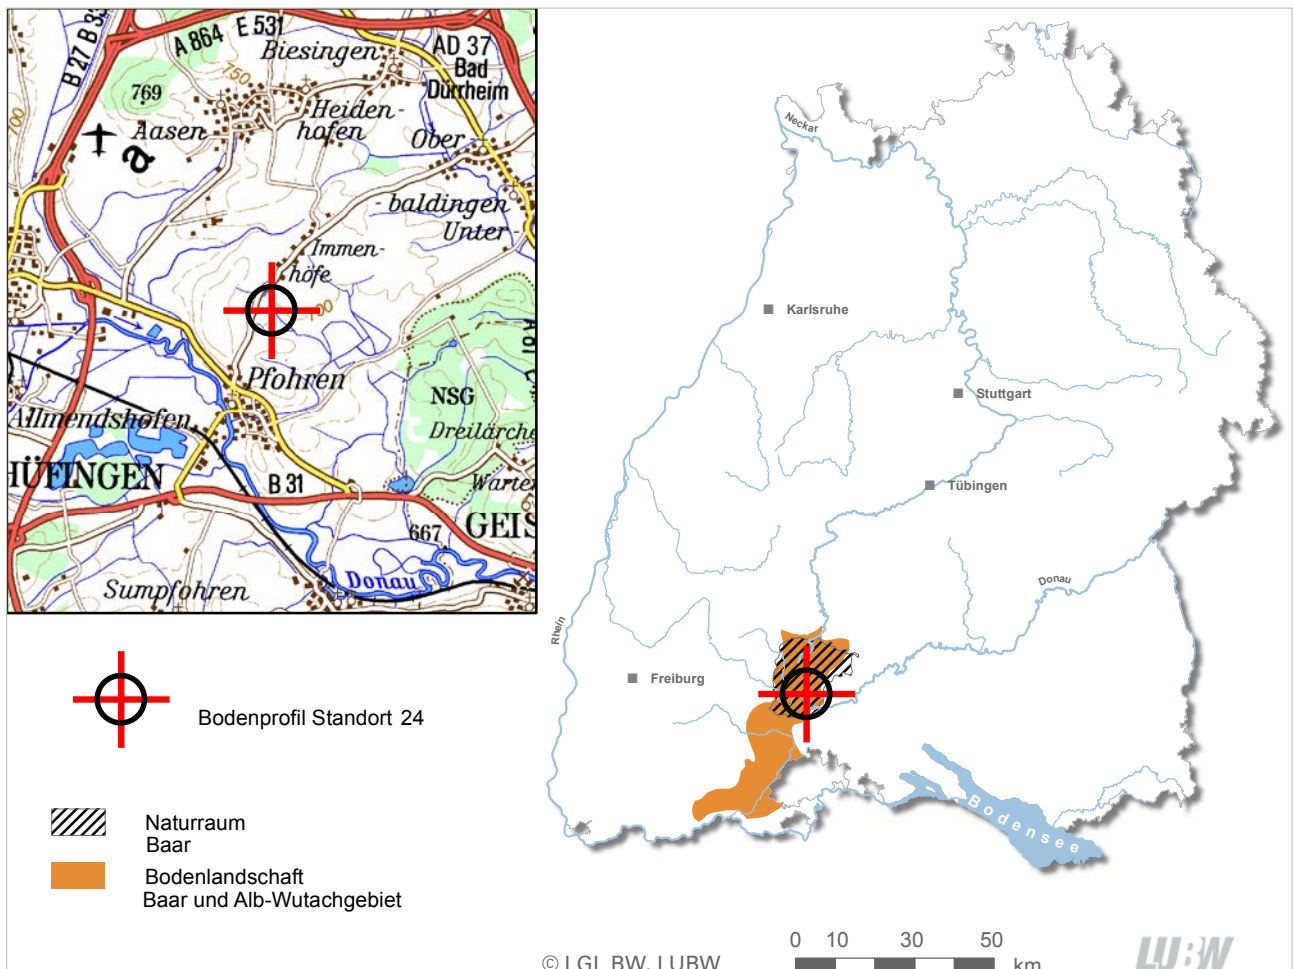 B 27 B 33
A 864
E 531
Biesingen
AD 37
Bad
Dürrheim
750
769
Aasen
Heiden-
hofen
Ober-
a
-baldingen
Unter-
Immen-
höfe
Pfohren
NSG
Dreilärche
Allmendshofen
HÜFINGEN
B 31
Warte
GEIS
667
Sumpfohren
Donau
Neckar
Karlsruhe
Stuttgart
Tübingen
Donau
Rhein
Freiburg
Bodensee
Bodenprofil Standort 24
Naturraum
Baar
Bodenlandschaft
Baar und Alb-Wutachgebiet
0 10 30 50
km
© LGL BW, LUBW
LUBW